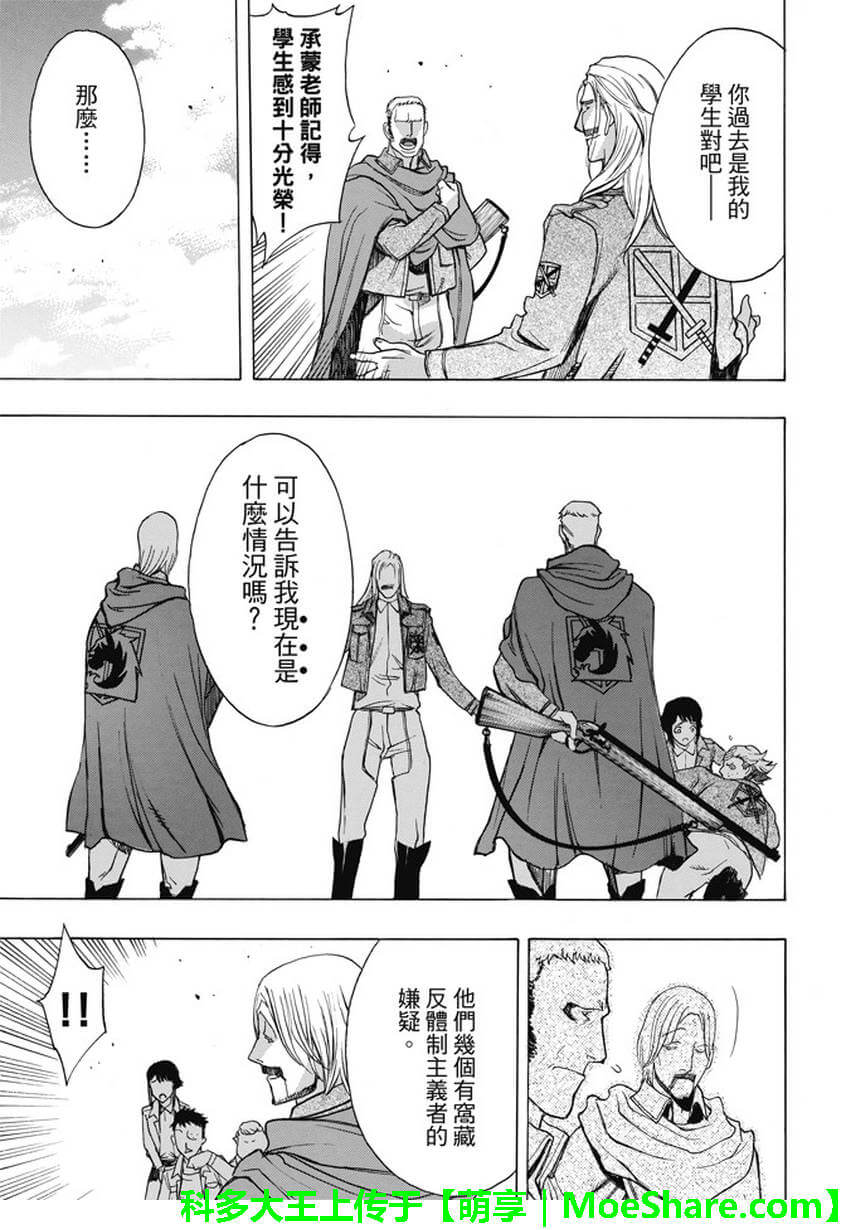 你過去是我的
學生對吧——
承蒙老師記得，
學生感到十分光榮！
那麼……
可以告訴我現在是
什麼情況嗎？
他們幾個有窩藏
反體制主義者的
嫌疑。
!!
科多大王上传于【萌享｜MoeShare.com】